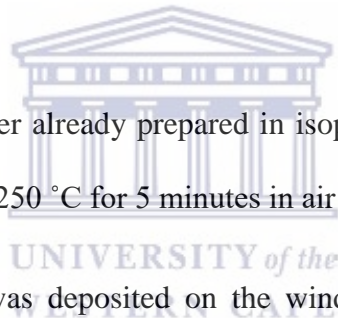 er already prepared in isop
250 ˚C for 5 minutes in air
UNIVERSITY of the
was deposited on the wind
WESTERN CAPE